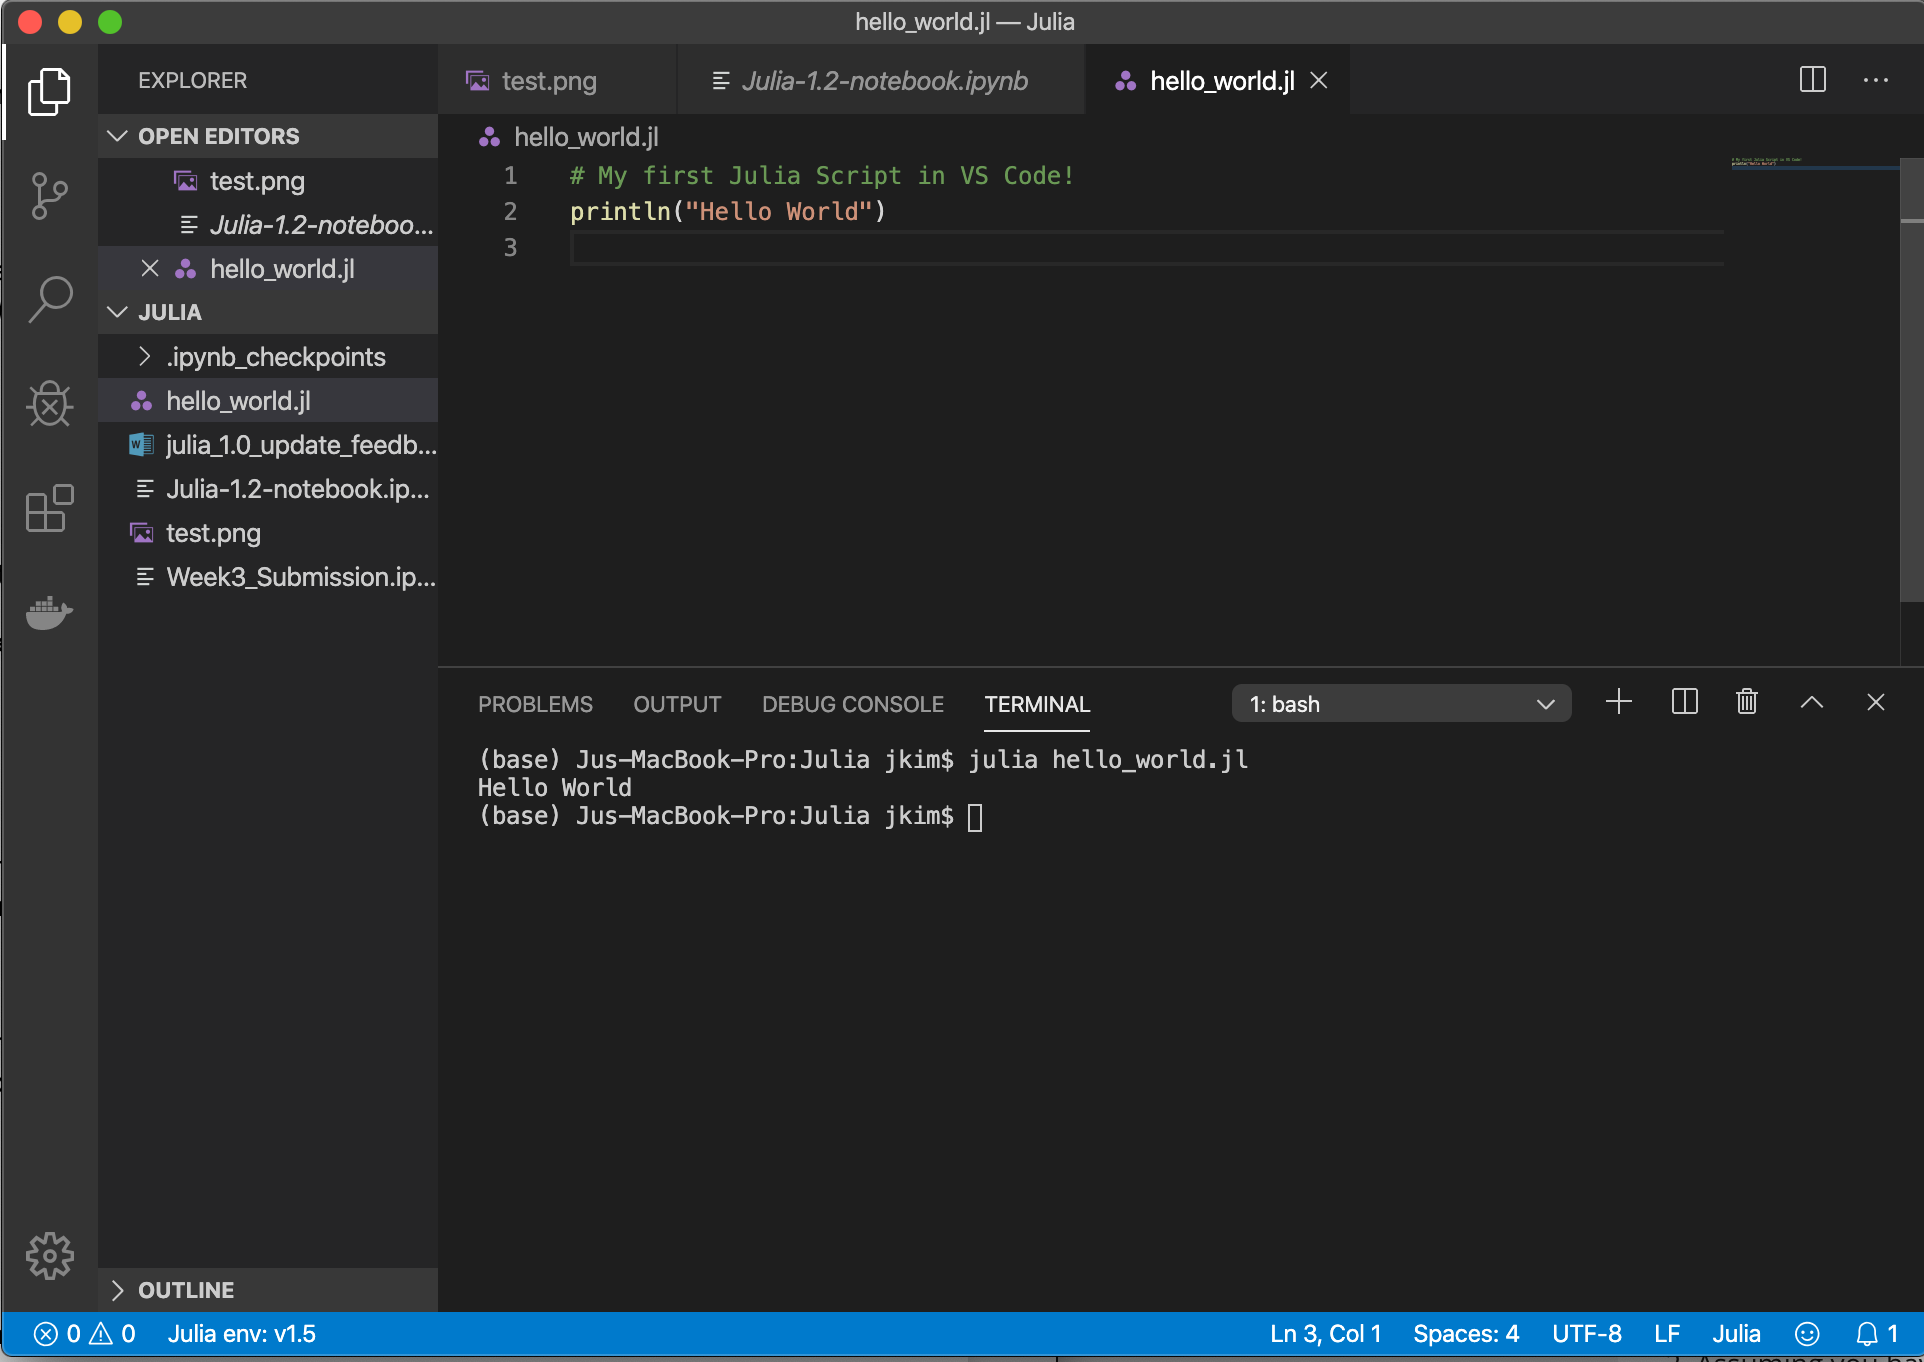 hello_world.jl — Julia
EXPLORER
OPEN EDITORS
test.png
Julia-1.2-noteboo...
hello_world.jl
JULIA
.ipynb_checkpoints
hello_world.jl
julia_1.0_update_feedb...
Julia-1.2-notebook.ip...
test.png
Week3_Submission.ip...
OUTLINE
test.png
Julia-1.2-notebook.ipynb
hello_world.jl
hello_world.jl
1 # My first Julia Script in VS Code!
2 println("Hello World")
3
PROBLEMS OUTPUT DEBUG CONSOLE TERMINAL 1: bash
(base) Jus-MacBook-Pro:Julia jkim$ julia hello_world.jl
Hello World
(base) Jus-MacBook-Pro:Julia jkim$
0 0 Julia env: v1.5 Ln 3, Col 1 Spaces: 4 UTF-8 LF Julia 1